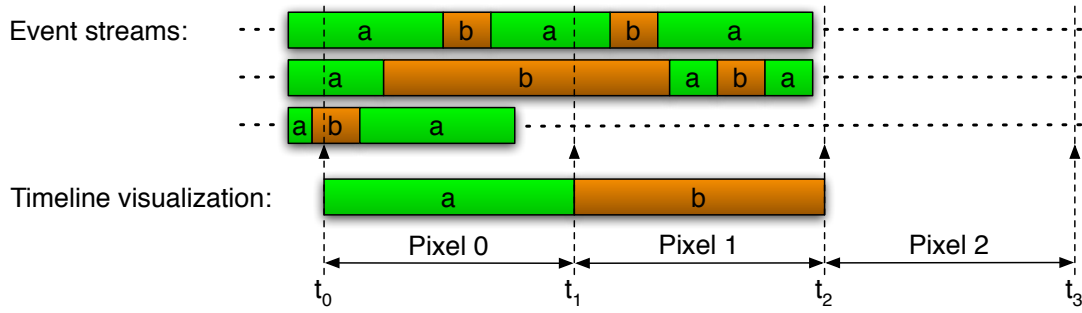 Event streams:
a b a b a
a b a b a
a b a
Timeline visualization:
a b
Pixel 0 Pixel 1 Pixel 2
t0 t1 t2 t3